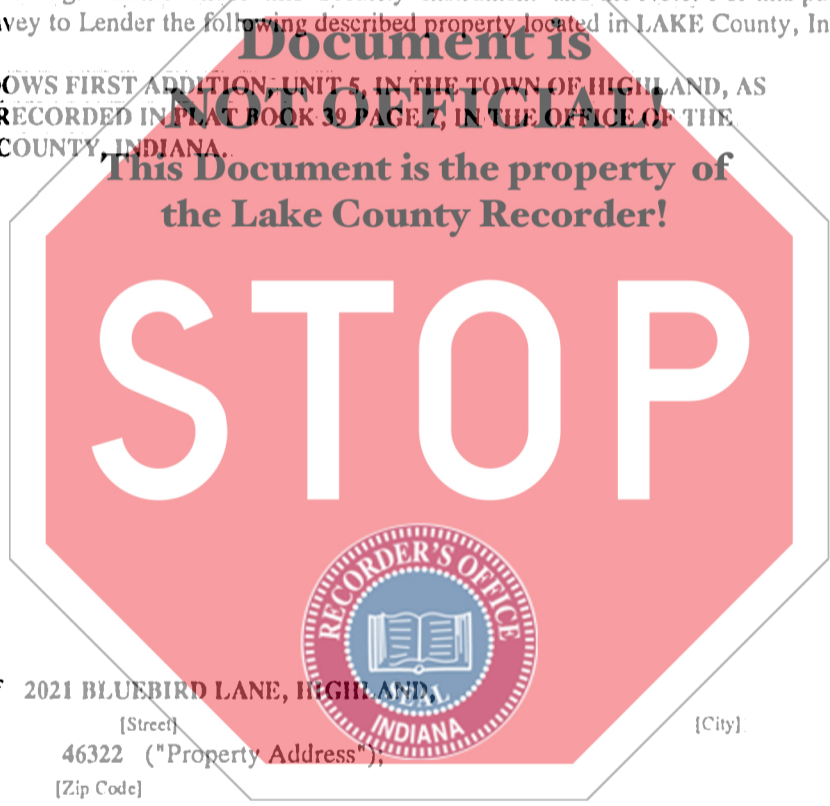 vey to Lender the following described property located in LAKE County, In
Document is
OWS FIRST ADDITION, UNIT 5, IN THE TOWN OF HIGHLAND, AS
NOT OFFICIAL!
RECORDED IN PLAT BOOK 39 PAGE 7, IN THE OFFICE OF THE
COUNTY, INDIANA.
This Document is the property of
the Lake County Recorder!
STOP
RECORDER'S OFFICE
SEAL
INDIANA
2021 BLUEBIRD LANE, HIGHLAND,
[Street] [City]
46322 ("Property Address");
[Zip Code]